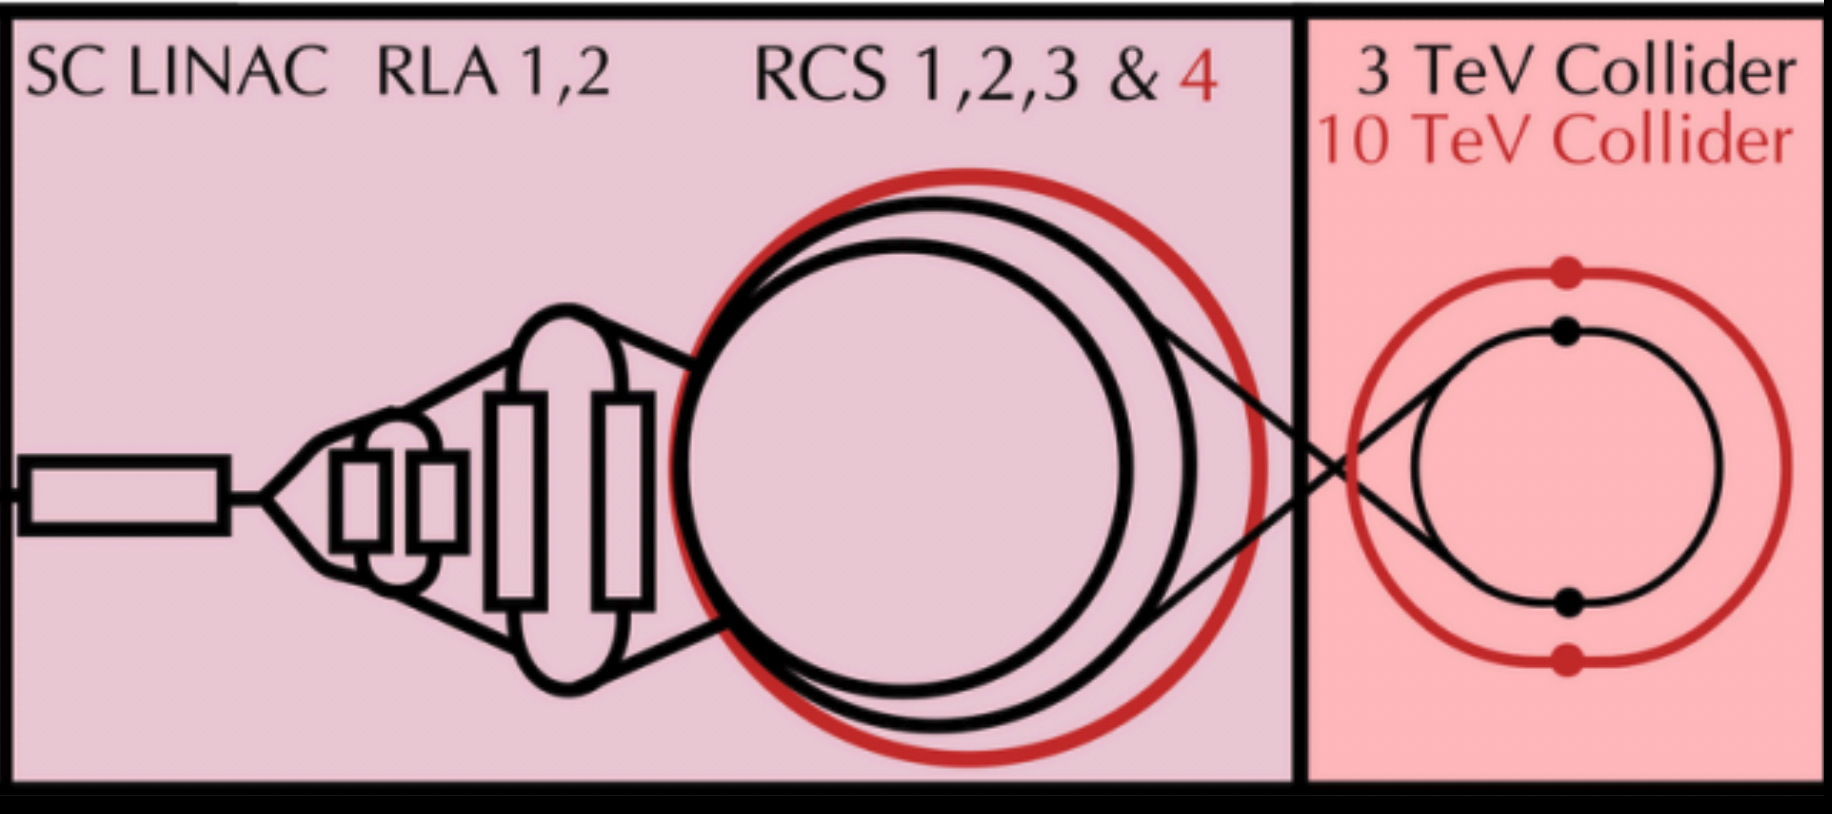 SC LINAC RLA 1,2 RCS 1,2,3 & 4
3 TeV Collider
10 TeV Collider